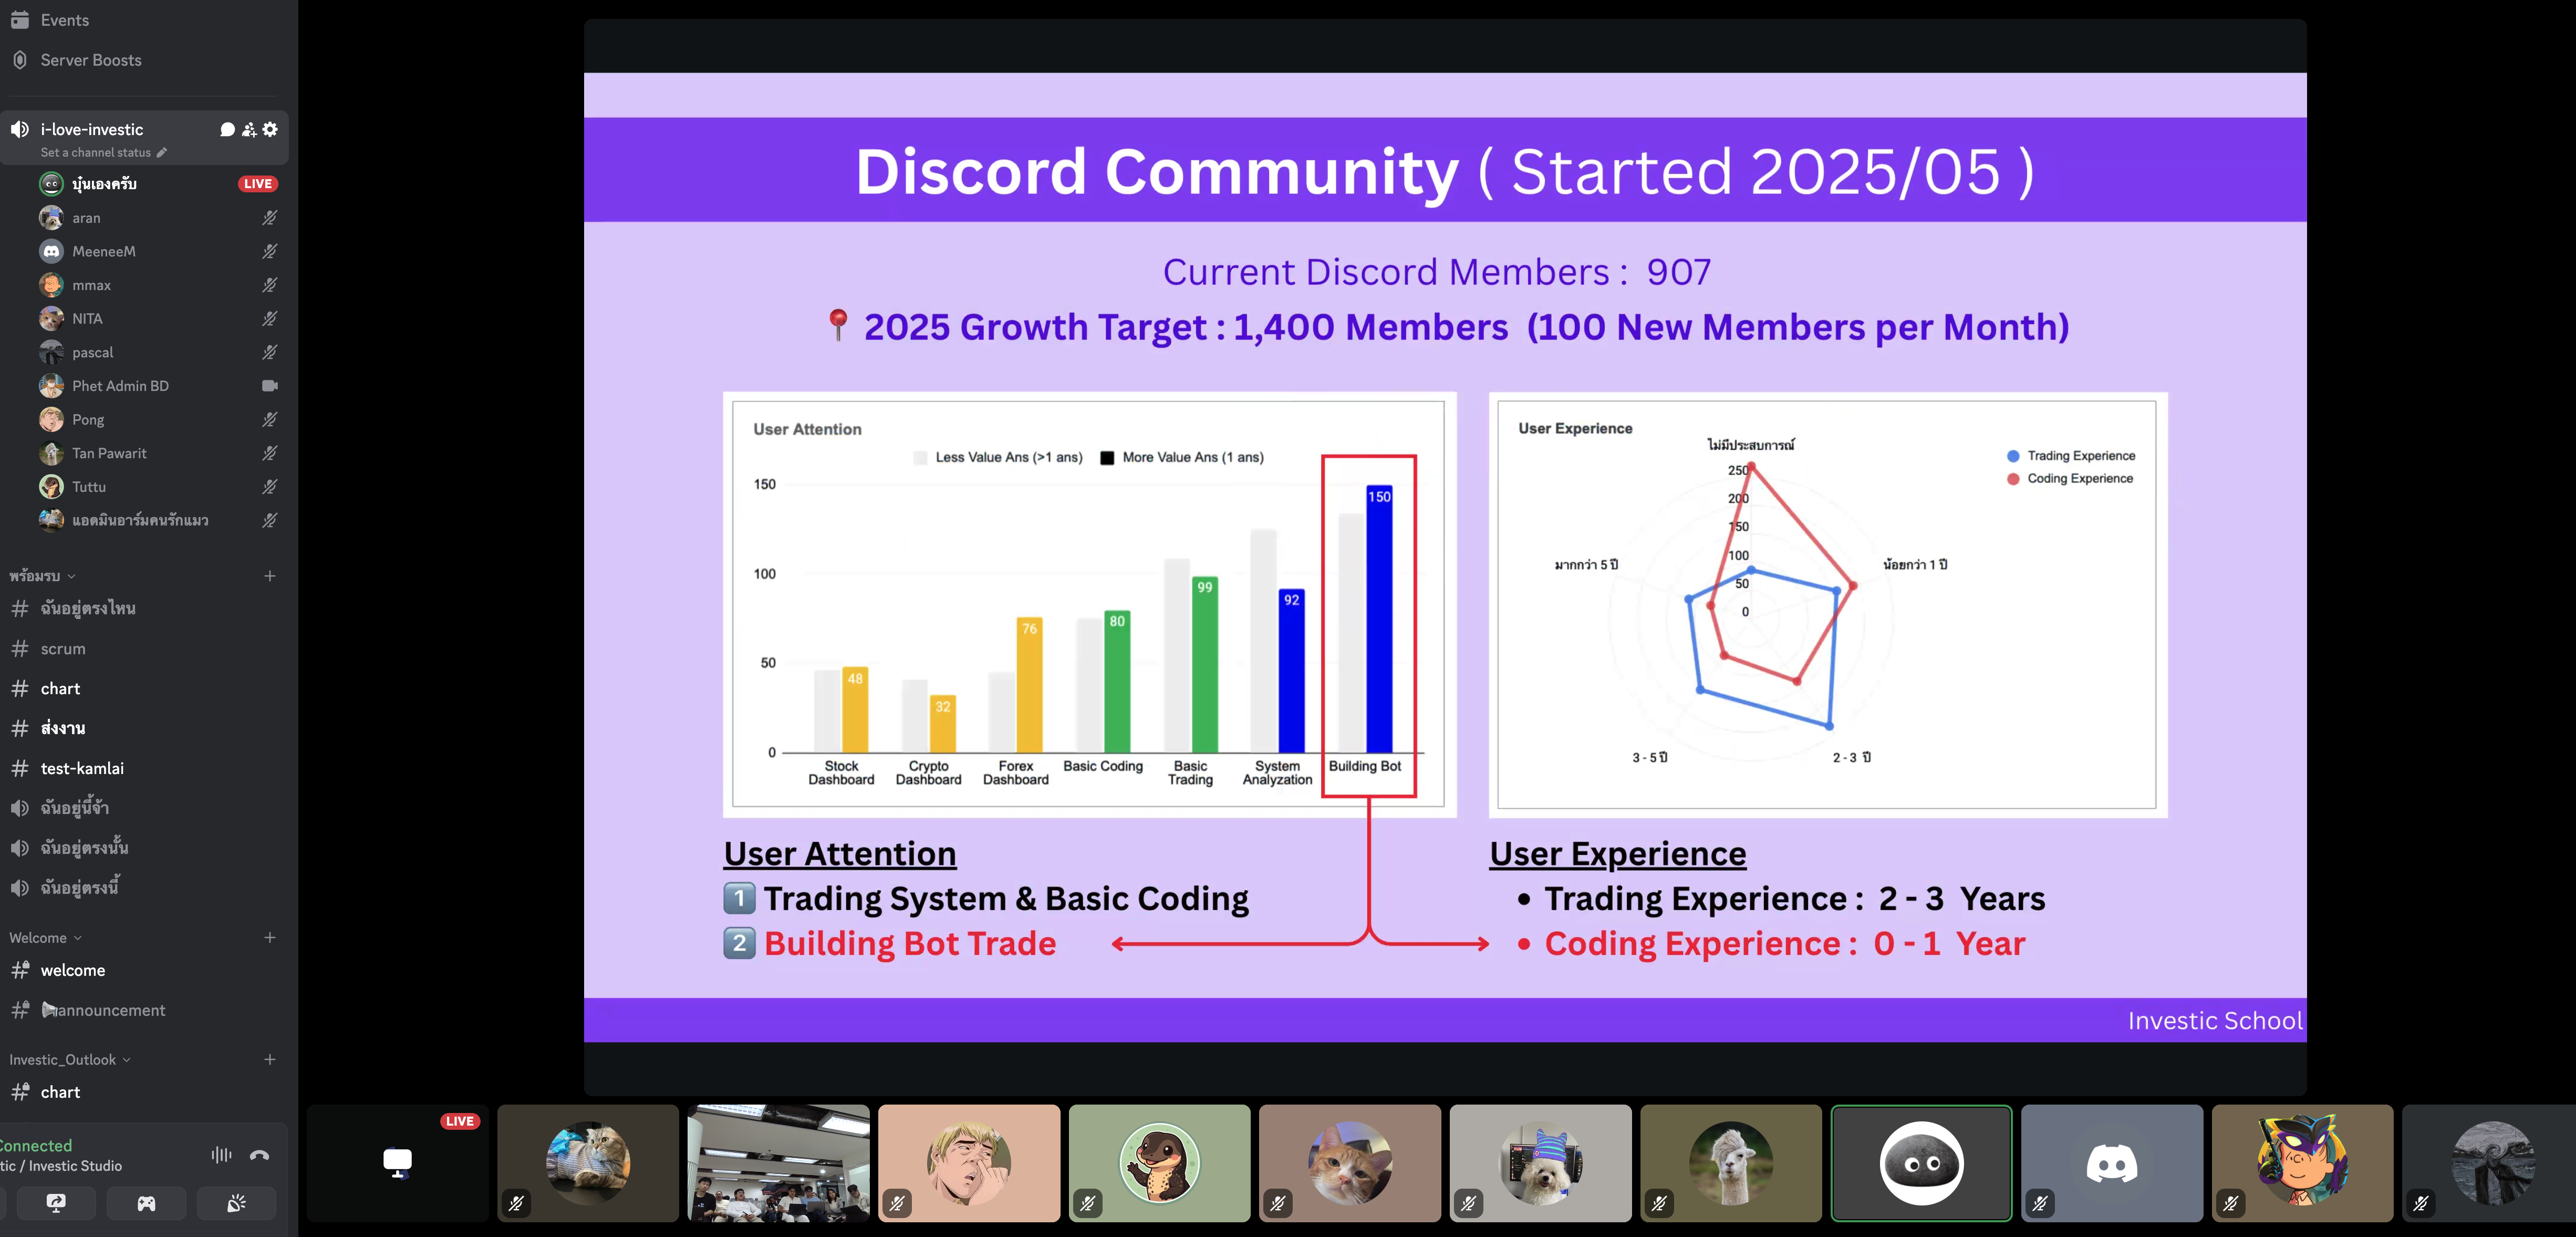 Events
Server Boosts
i-love-investic
Set a channel status
บุ๋นเองครับ
LIVE
aran
MeeneeM
mmax
NITA
pascal
Phet Admin BD
Pong
Tan Pawarit
Tuttu
แอดมินอาร์มคนรักแมว
พร้อมรบ
ฉันอยู่ตรงไหน
scrum
chart
ส่งงาน
test-kamlai
ฉันอยู่นี้จ้า
ฉันอยู่ตรงนั้น
ฉันอยู่ตรงนี้
Welcome
welcome
announcement
Investic_Outlook
chart
Connected
tic / Investic Studio
Discord Community ( Started 2025/05 )
Current Discord Members : 907
2025 Growth Target : 1,400 Members (100 New Members per Month)
User Attention
Less Value Ans (>1 ans) More Value Ans (1 ans)
150
100
50
0
48
32
76
80
99
92
150
Stock Dashboard
Crypto Dashboard
Forex Dashboard
Basic Coding
Basic Trading
System Analyzation
Building Bot
User Experience
Trading Experience
Coding Experience
ไม่มีประสบการณ์
น้อยกว่า 1 ปี
2 - 3 ปี
3 - 5 ปี
มากกว่า 5 ปี
250
200
150
100
50
0
User Attention
1 Trading System & Basic Coding
2 Building Bot Trade
User Experience
• Trading Experience : 2 - 3 Years
• Coding Experience : 0 - 1 Year
Investic School
LIVE